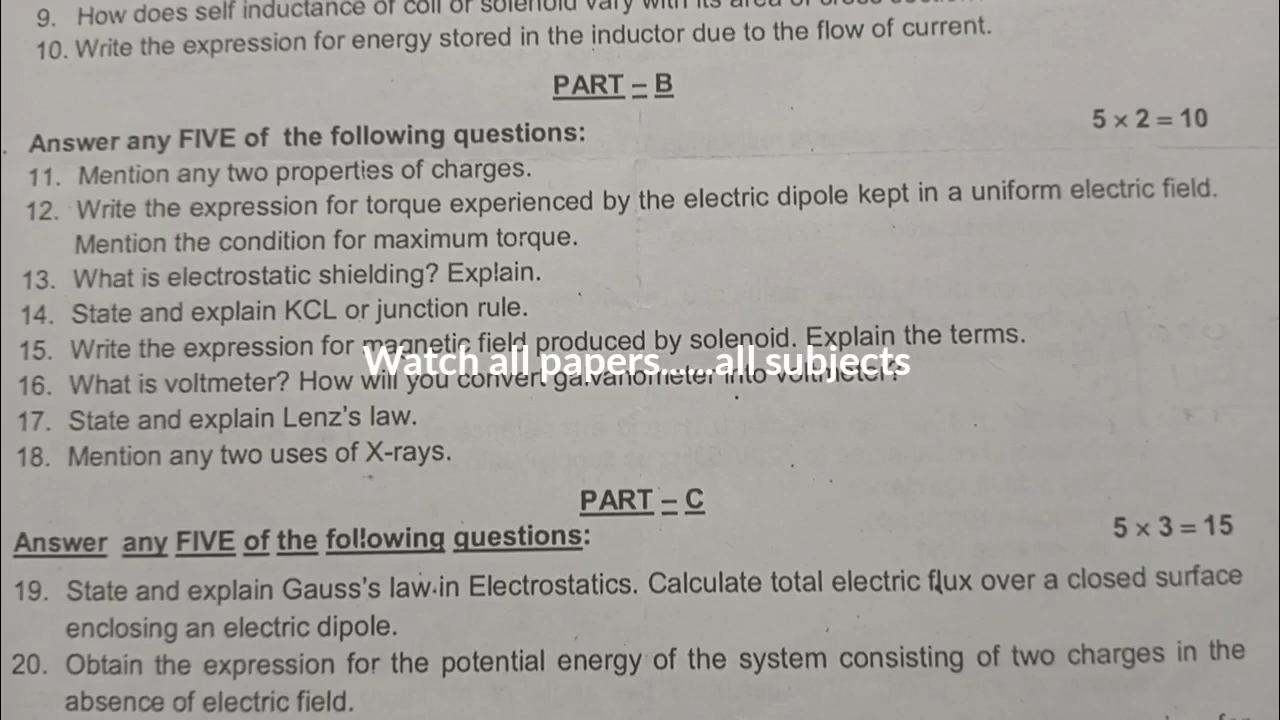 9. How does self inductance of coil or solenoid vary with its area of cross
10. Write the expression for energy stored in the inductor due to the flow of current.
PART – B
Answer any FIVE of the following questions:
5 × 2 = 10
11. Mention any two properties of charges.
12. Write the expression for torque experienced by the electric dipole kept in a uniform electric field.
Mention the condition for maximum torque.
13. What is electrostatic shielding? Explain.
14. State and explain KCL or junction rule.
15. Write the expression for magnetic field produced by solenoid. Explain the terms.
Watch all papers......all subjects
16. What is voltmeter? How will you convert galvanometer into voltmeter?
17. State and explain Lenz's law.
18. Mention any two uses of X-rays.
PART – C
Answer any FIVE of the following questions:
5 × 3 = 15
19. State and explain Gauss's law in Electrostatics. Calculate total electric flux over a closed surface
enclosing an electric dipole.
20. Obtain the expression for the potential energy of the system consisting of two charges in the
absence of electric field.